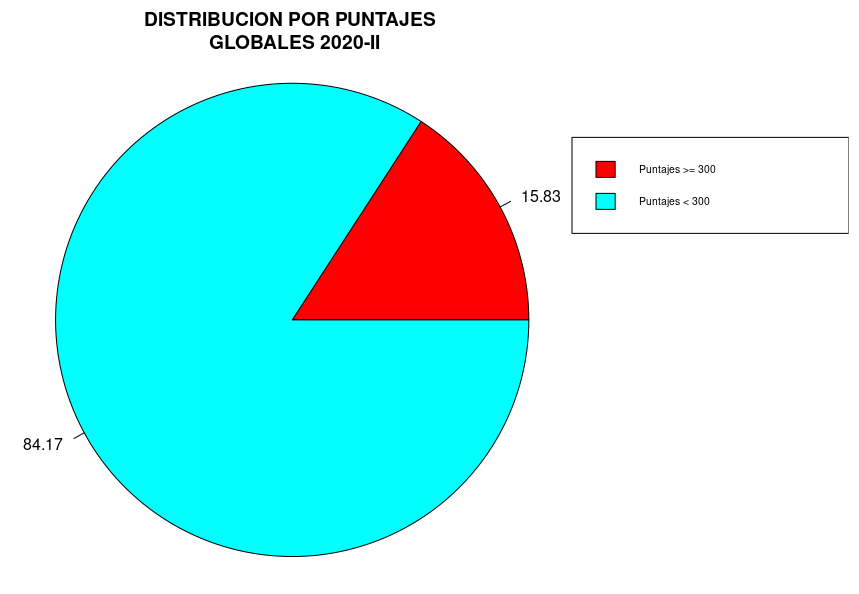 DISTRIBUCION POR PUNTAJES
GLOBALES 2020-II
15.83
Puntajes >= 300
Puntajes < 300
84.17